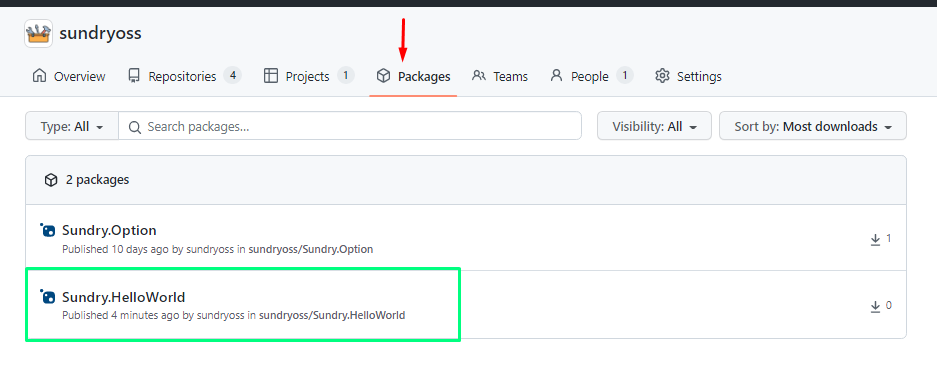 sundryoss
Overview Repositories 4 Projects 1 Packages Teams People 1 Settings
Type: All Search packages... Visibility: All Sort by: Most downloads
2 packages
Sundry.Option
Published 10 days ago by sundryoss in sundryoss/Sundry.Option 1
Sundry.HelloWorld
Published 4 minutes ago by sundryoss in sundryoss/Sundry.HelloWorld 0